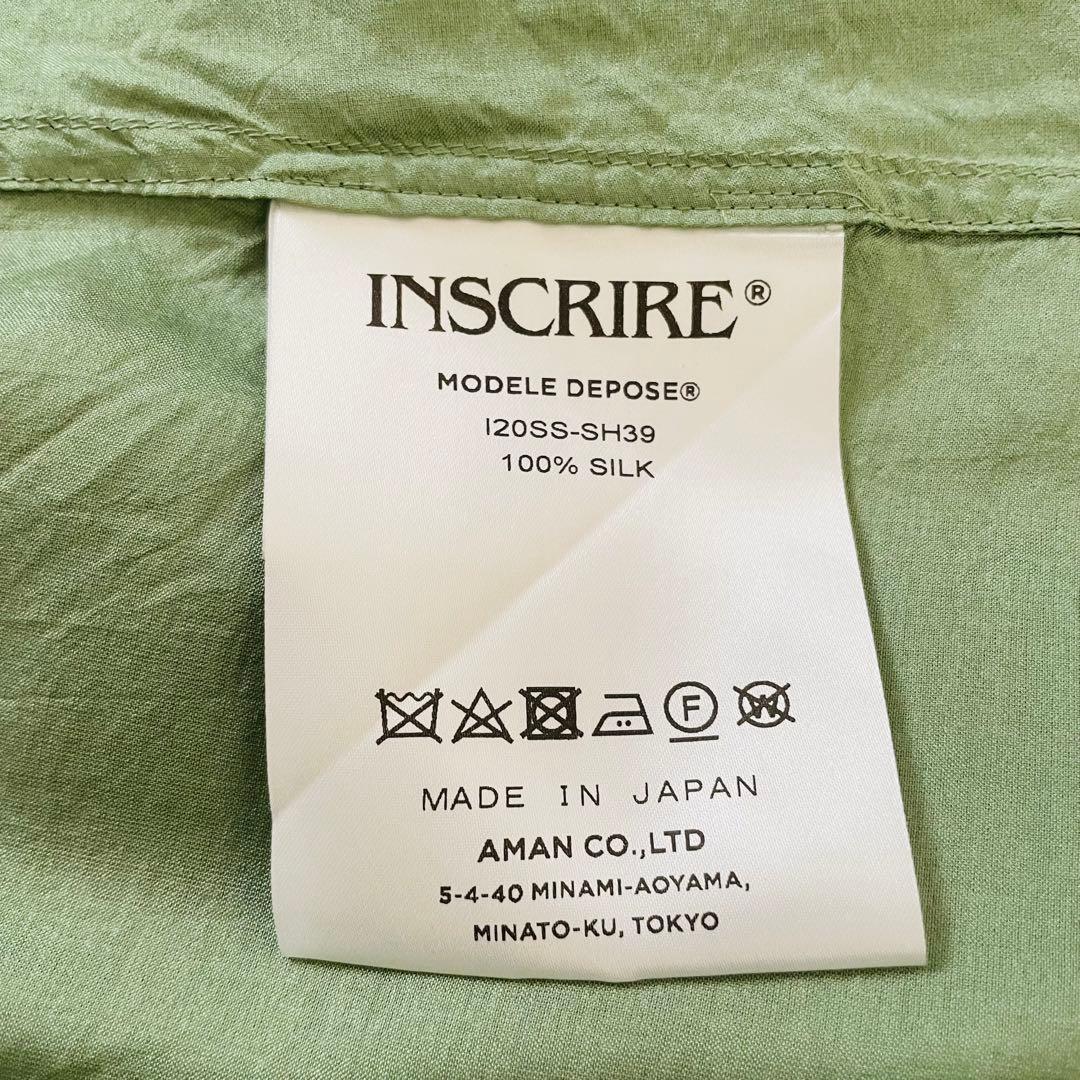 INSCRIRE®
MODELE DEPOSE®
I20SS-SH39
100% SILK
F W
MADE IN JAPAN
AMAN CO.,LTD
5-4-40 MINAMI-AOYAMA,
MINATO-KU, TOKYO